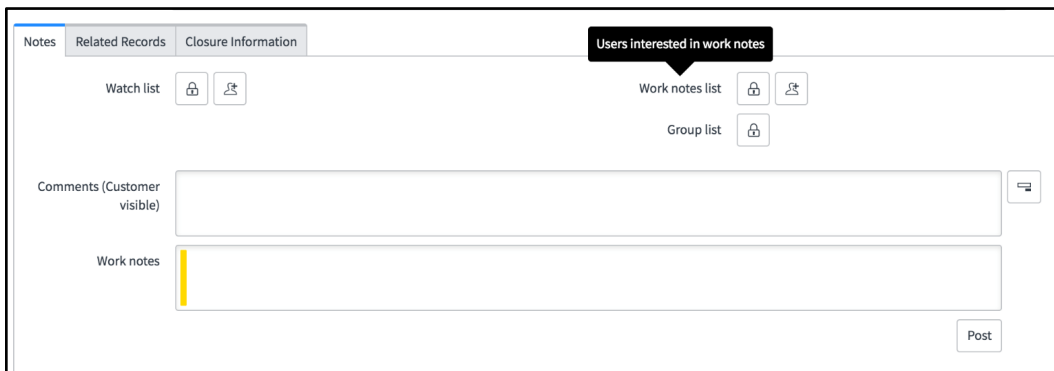 Notes Related Records Closure Information
Users interested in work notes
Watch list
Work notes list
Group list
Comments (Customer
visible)
Work notes
Post